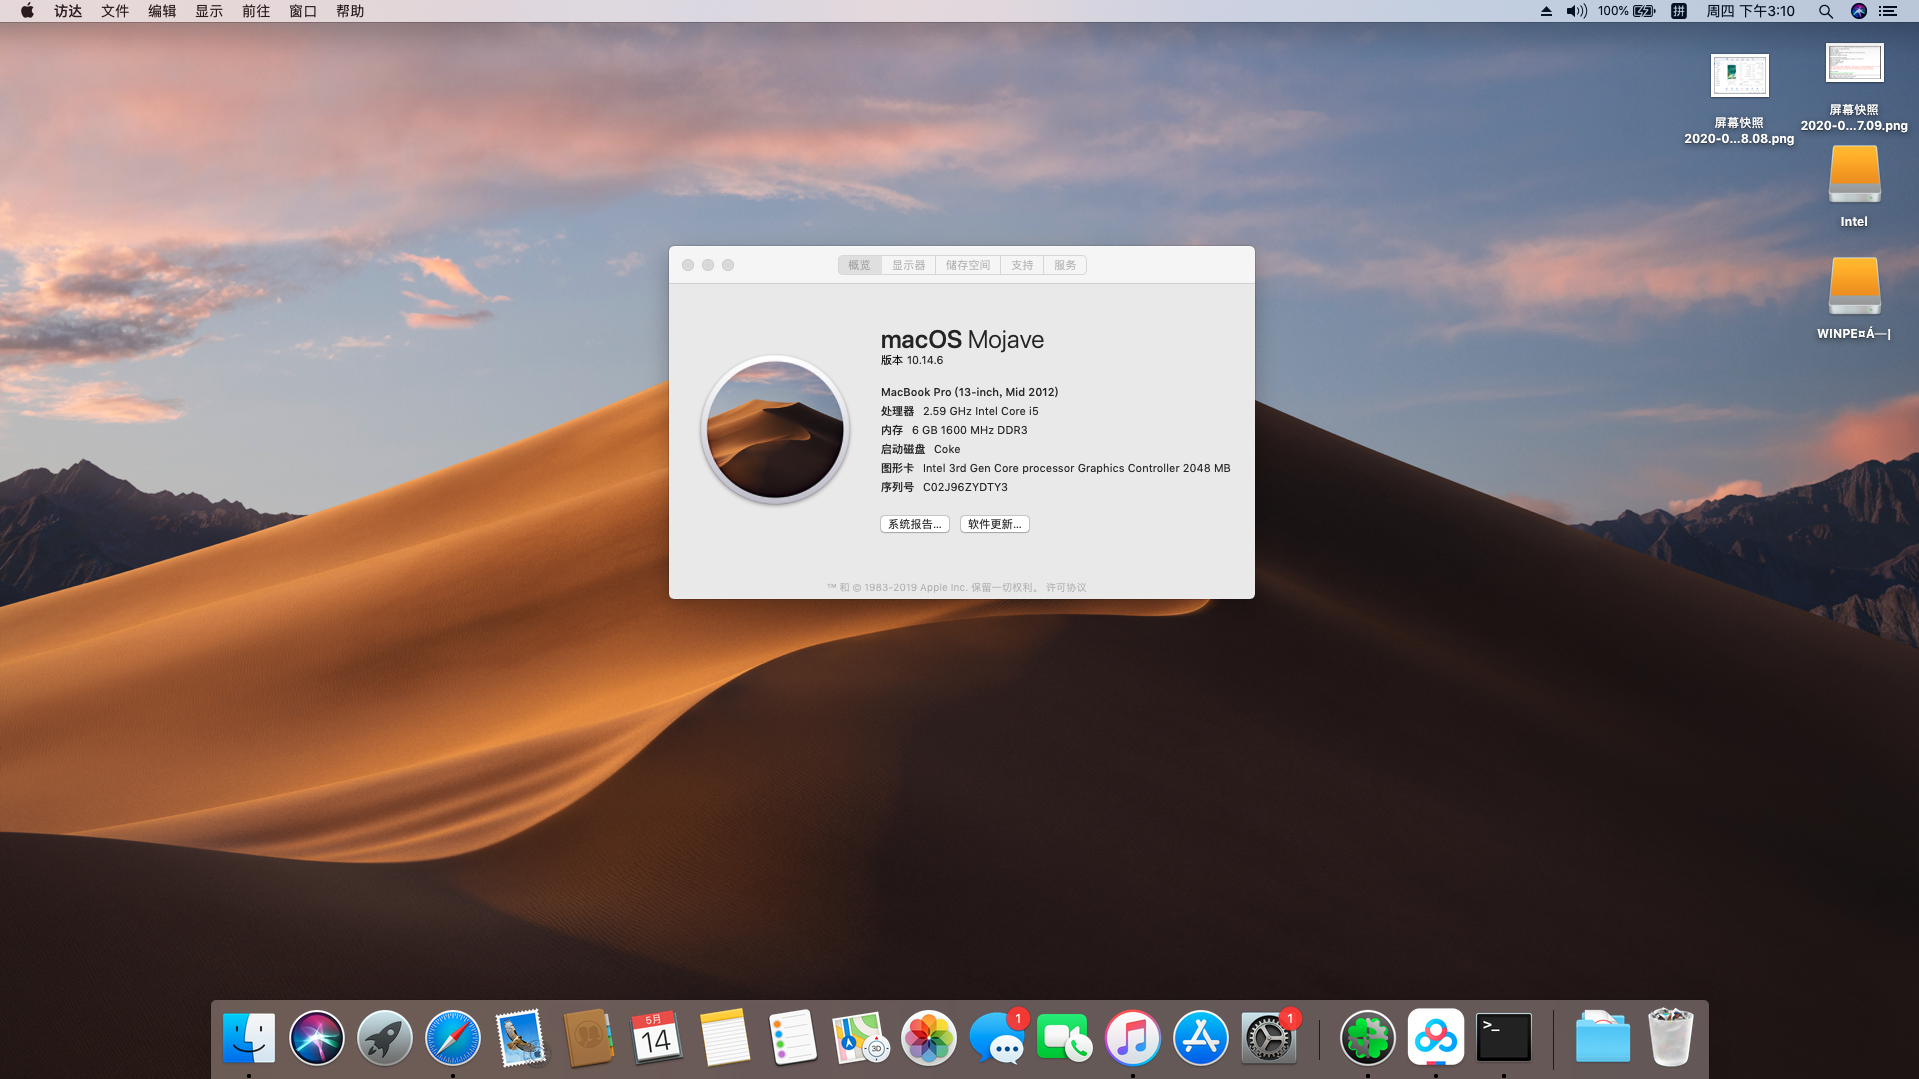 访达 文件 编辑 显示 前往 窗口 帮助
100% 拼 周四 下午3:10
屏幕快照
2020-0...8.08.png
屏幕快照
2020-0...7.09.png
Intel
WINPE¤Á—|
概览 显示器 储存空间 支持 服务
macOS Mojave
版本 10.14.6
MacBook Pro (13-inch, Mid 2012)
处理器 2.59 GHz Intel Core i5
内存 6 GB 1600 MHz DDR3
启动磁盘 Coke
图形卡 Intel 3rd Gen Core processor Graphics Controller 2048 MB
序列号 C02J96ZYDTY3
系统报告... 软件更新...
™ 和 © 1983-2019 Apple Inc. 保留一切权利。 许可协议
5月
14
3D
1
1
>_